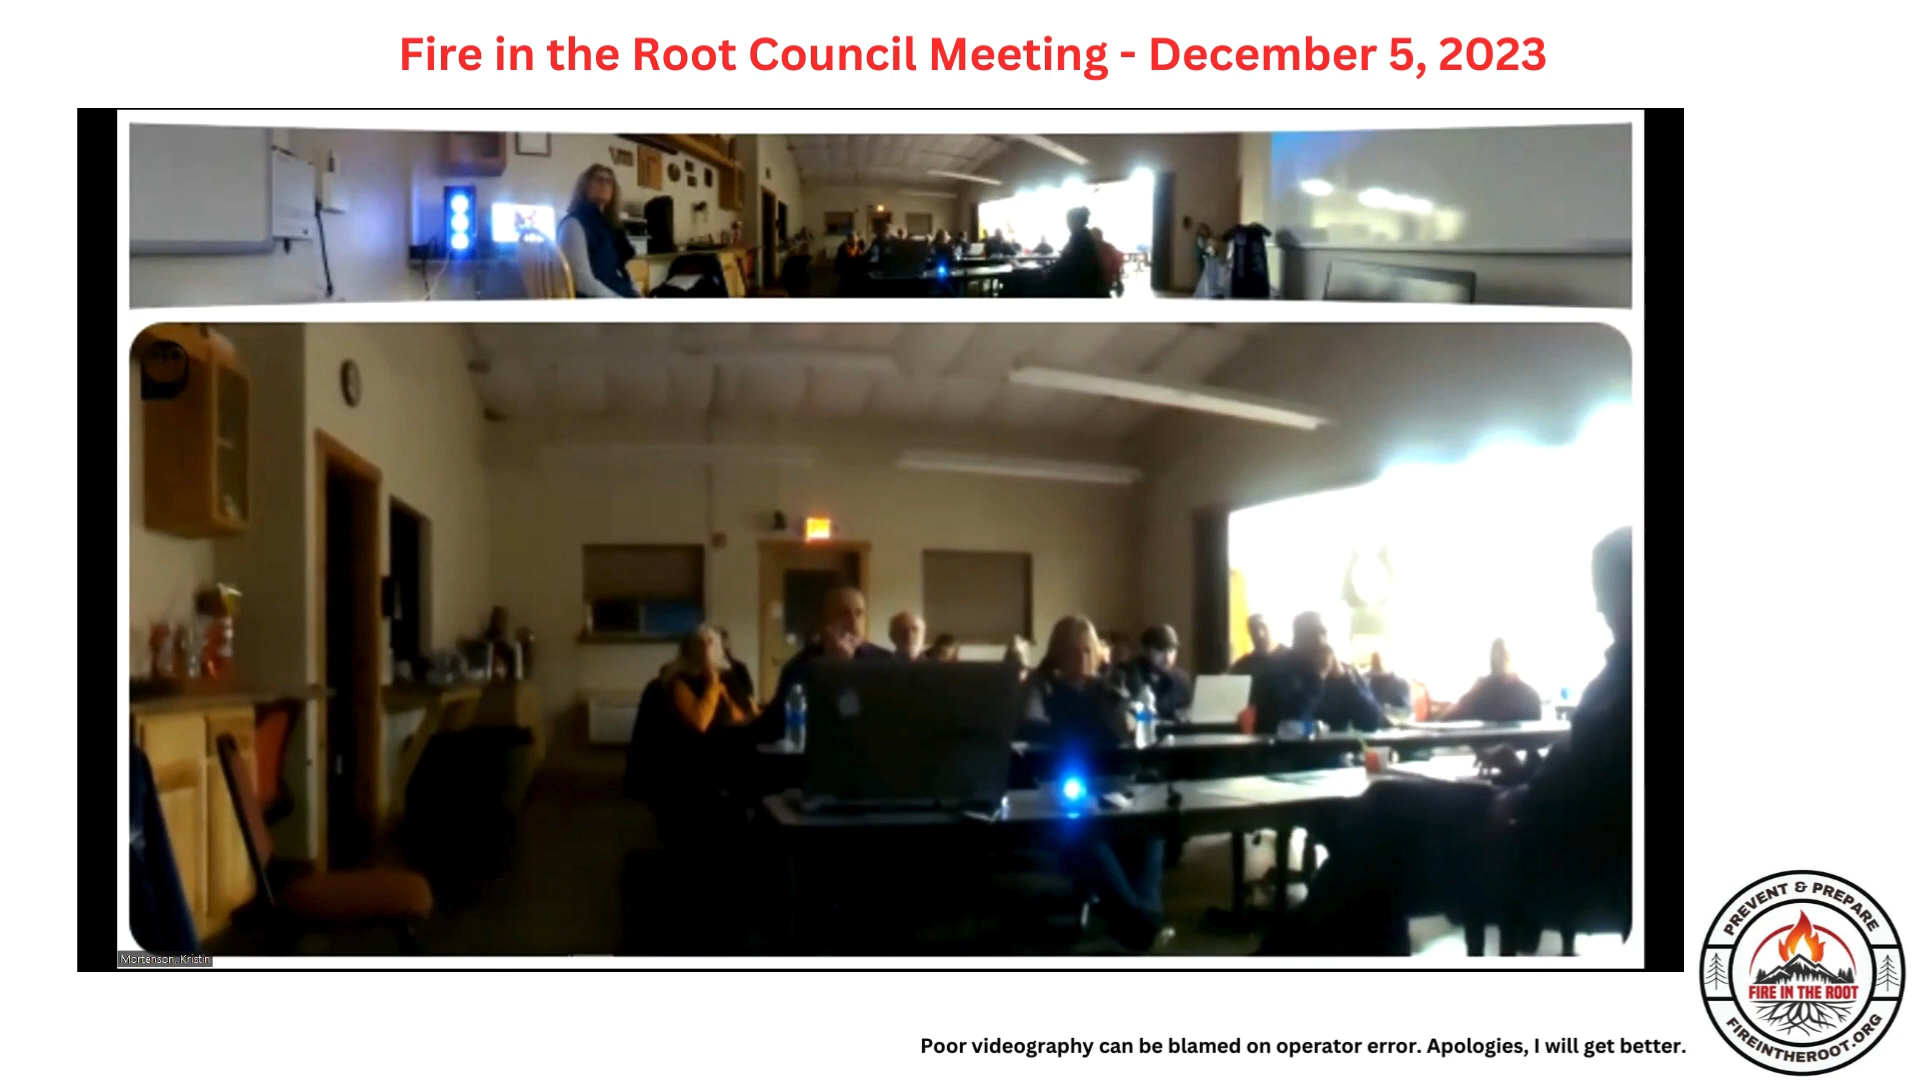 Fire in the Root Council Meeting - December 5, 2023
Mortenson, Kristin
PREVENT & PREPARE
FIRE IN THE ROOT
FIREINTHEROOT.ORG
Poor videography can be blamed on operator error. Apologies, I will get better.